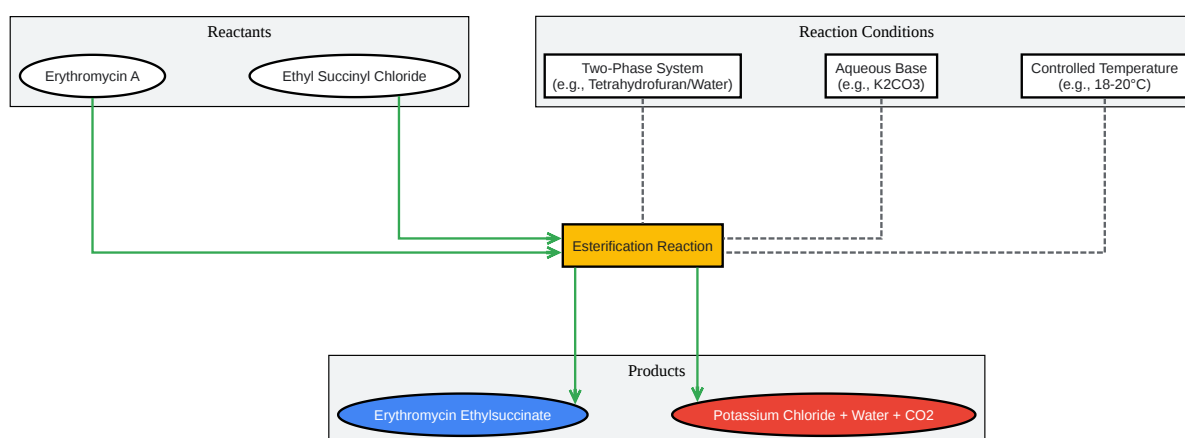 Reactants
Erythromycin A
Ethyl Succinyl Chloride
Reaction Conditions
Two-Phase System
(e.g., Tetrahydrofuran/Water)
Aqueous Base
(e.g., K2CO3)
Controlled Temperature
(e.g., 18-20°C)
Esterification Reaction
Products
Erythromycin Ethylsuccinate
Potassium Chloride + Water + CO2